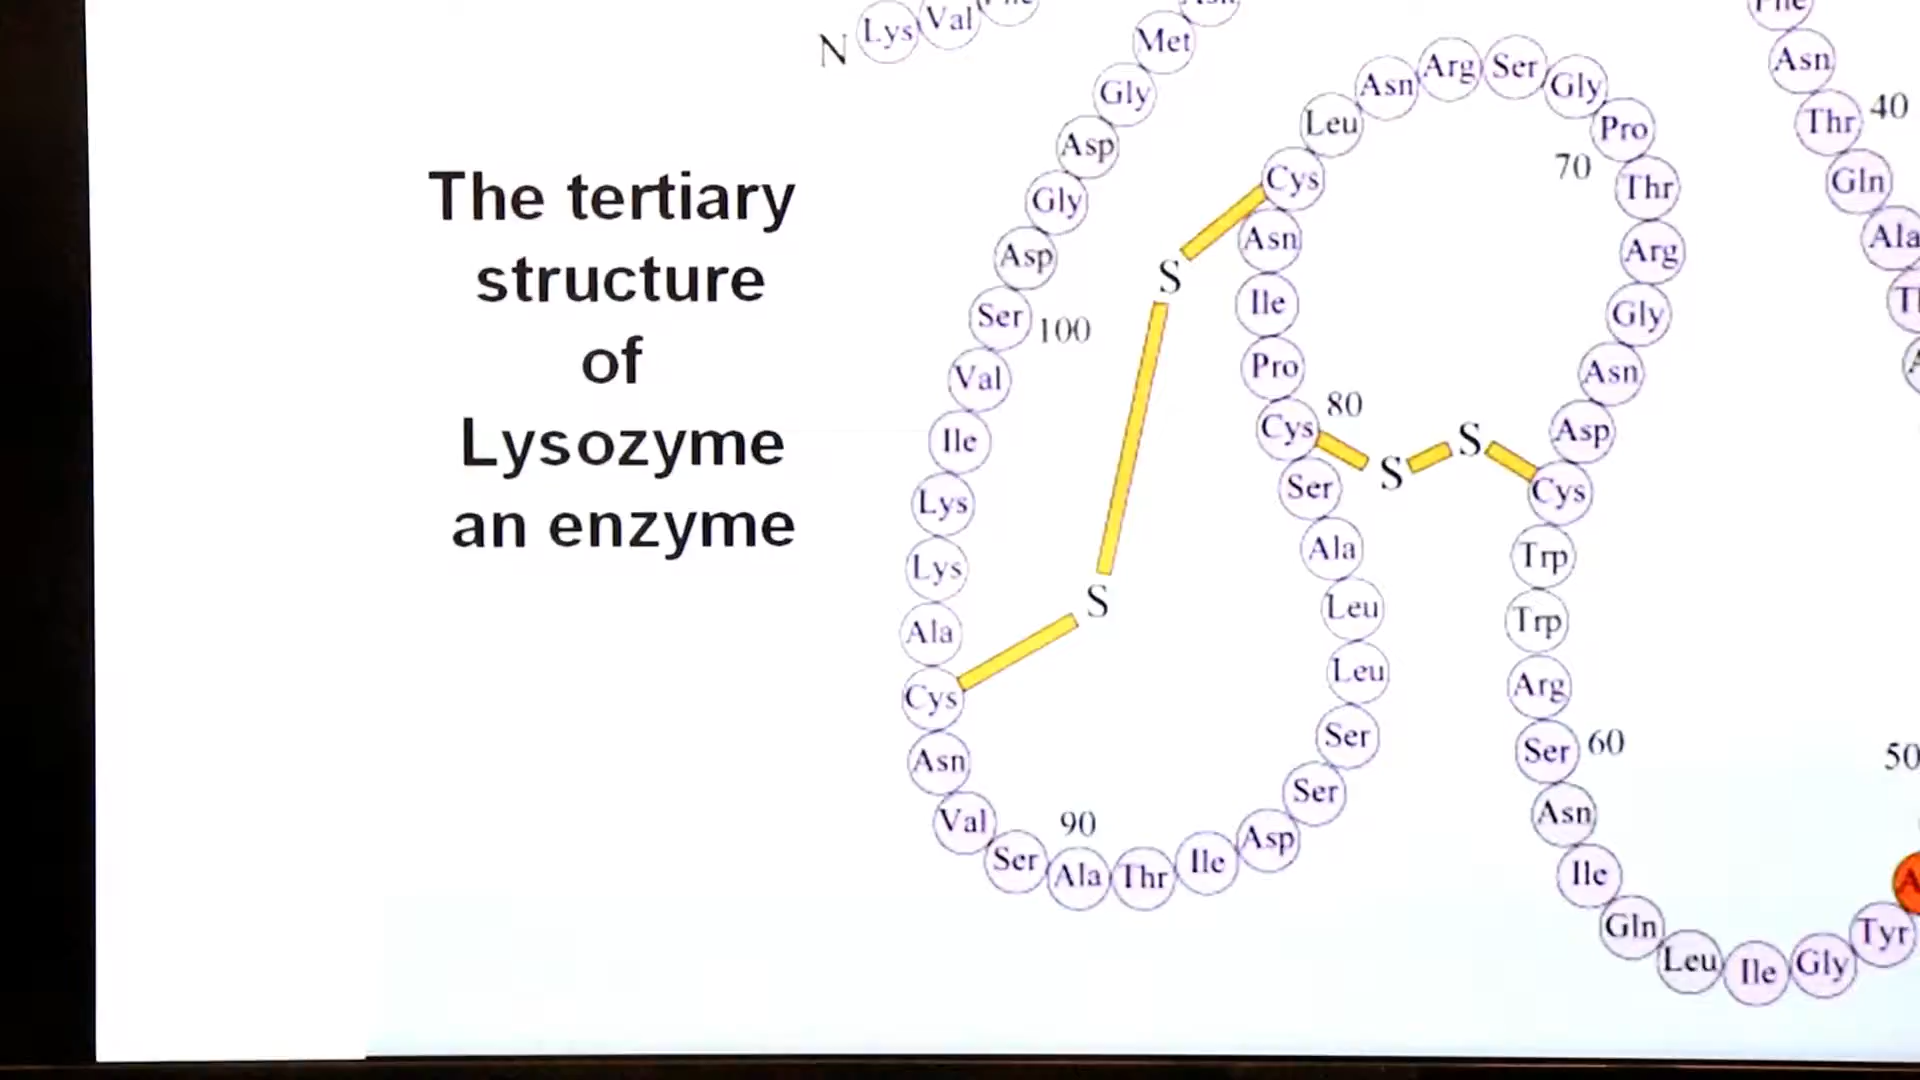 The tertiary
structure
of
Lysozyme
an enzyme
N
Lys
Val
Met
Gly
Asp
Gly
Asp
Ser
100
Val
Ile
Lys
Lys
Ala
Cys
Asn
Val
Ser
90
Ala
Thr
Ile
Asp
Ser
Ser
Leu
Leu
Ala
Ser
80
Cys
Pro
Ile
Asn
Cys
S
S
S
S
Leu
Asn
Arg
Ser
Gly
Pro
70
Thr
Arg
Gly
Asn
Asp
Cys
Trp
Trp
Arg
Ser
60
Asn
Ile
Gln
Leu
Ile
Gly
Tyr
50
Phe
Asn
Thr
40
Gln
Ala